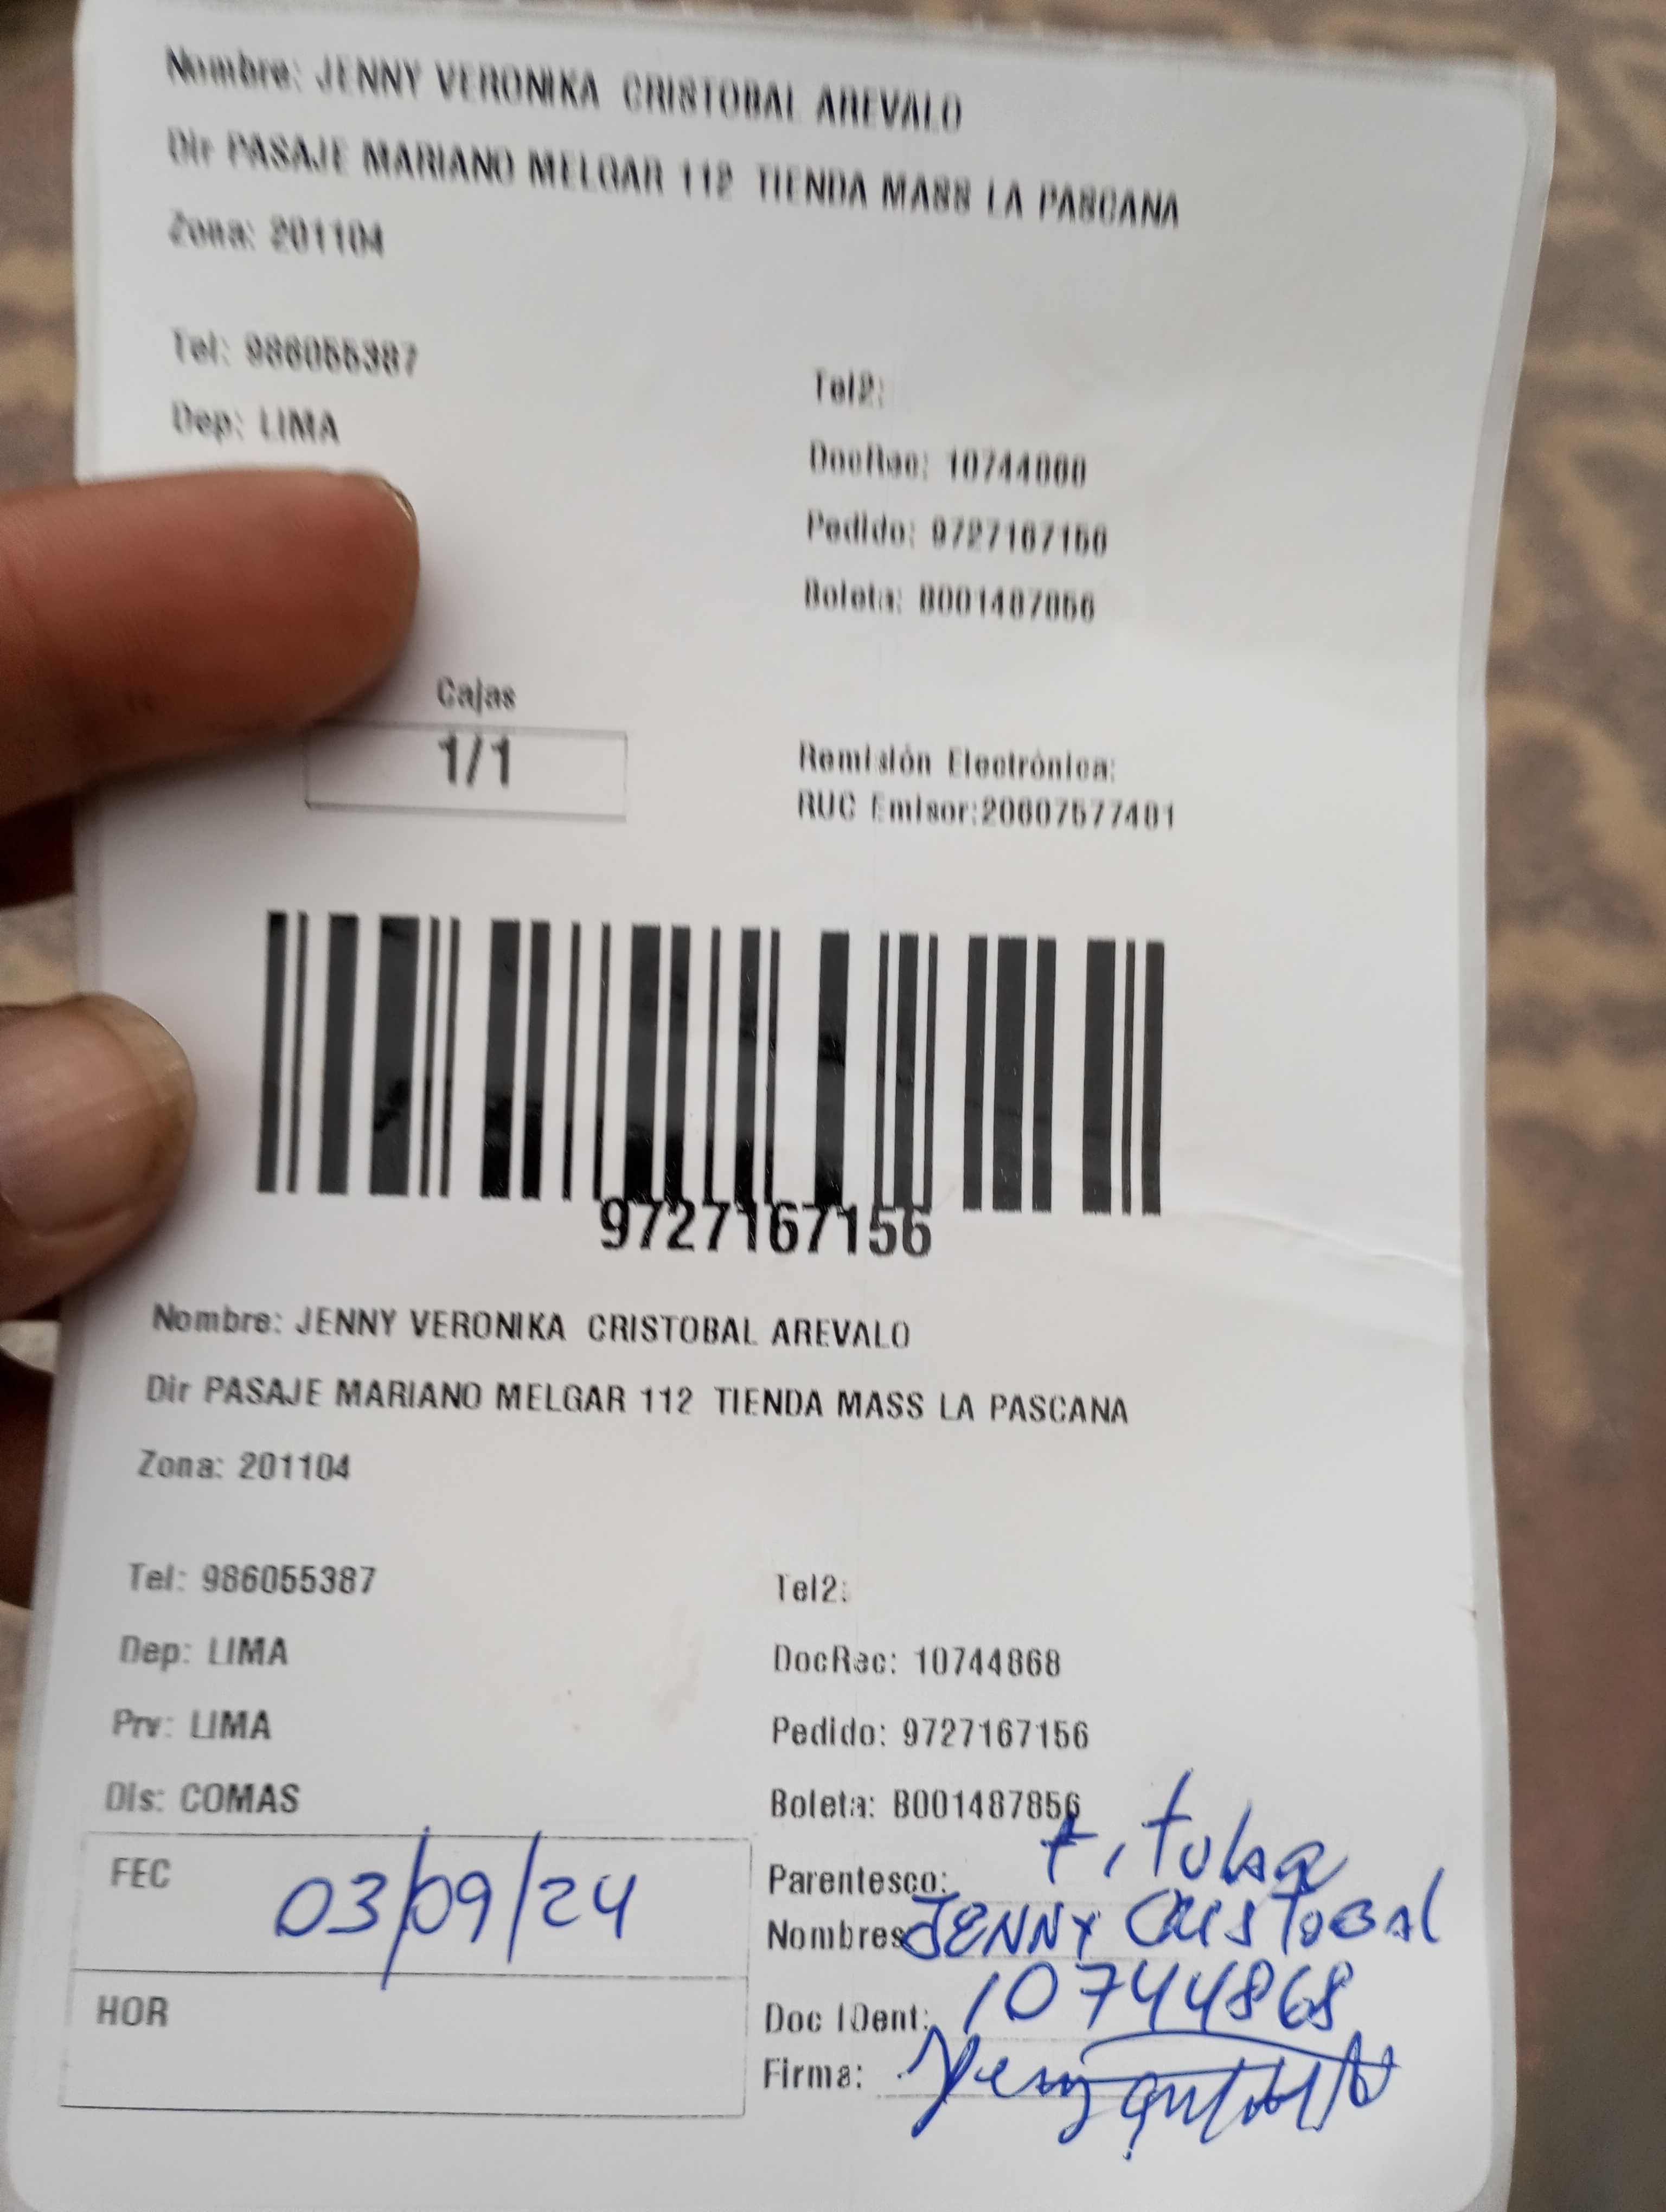 Nombre: JENNY VERONIKA CRISTOBAL AREVALO
Dir PASAJE MARIANO MELGAR 112 TIENDA MASS LA PASCANA
Zona: 201104
Tel: 986055387
Tel2:
Dep: LIMA
DocRec: 10744868
Pedido: 9727167156
Boleta: B001487856
Cajas
1/1
Remisión Electrónica:
RUC Emisor:20607577481
9727167156
Nombre: JENNY VERONIKA CRISTOBAL AREVALO
Dir PASAJE MARIANO MELGAR 112 TIENDA MASS LA PASCANA
Zona: 201104
Tel: 986055387
Tel2:
Dep: LIMA
DocRec: 10744868
Prv: LIMA
Pedido: 9727167156
Dis: COMAS
Boleta: B001487856
FEC 03/09/24
Parentesco: titular
Nombres JENNY CRISTOBAL
HOR
Doc IDent: 10744868
Firma: